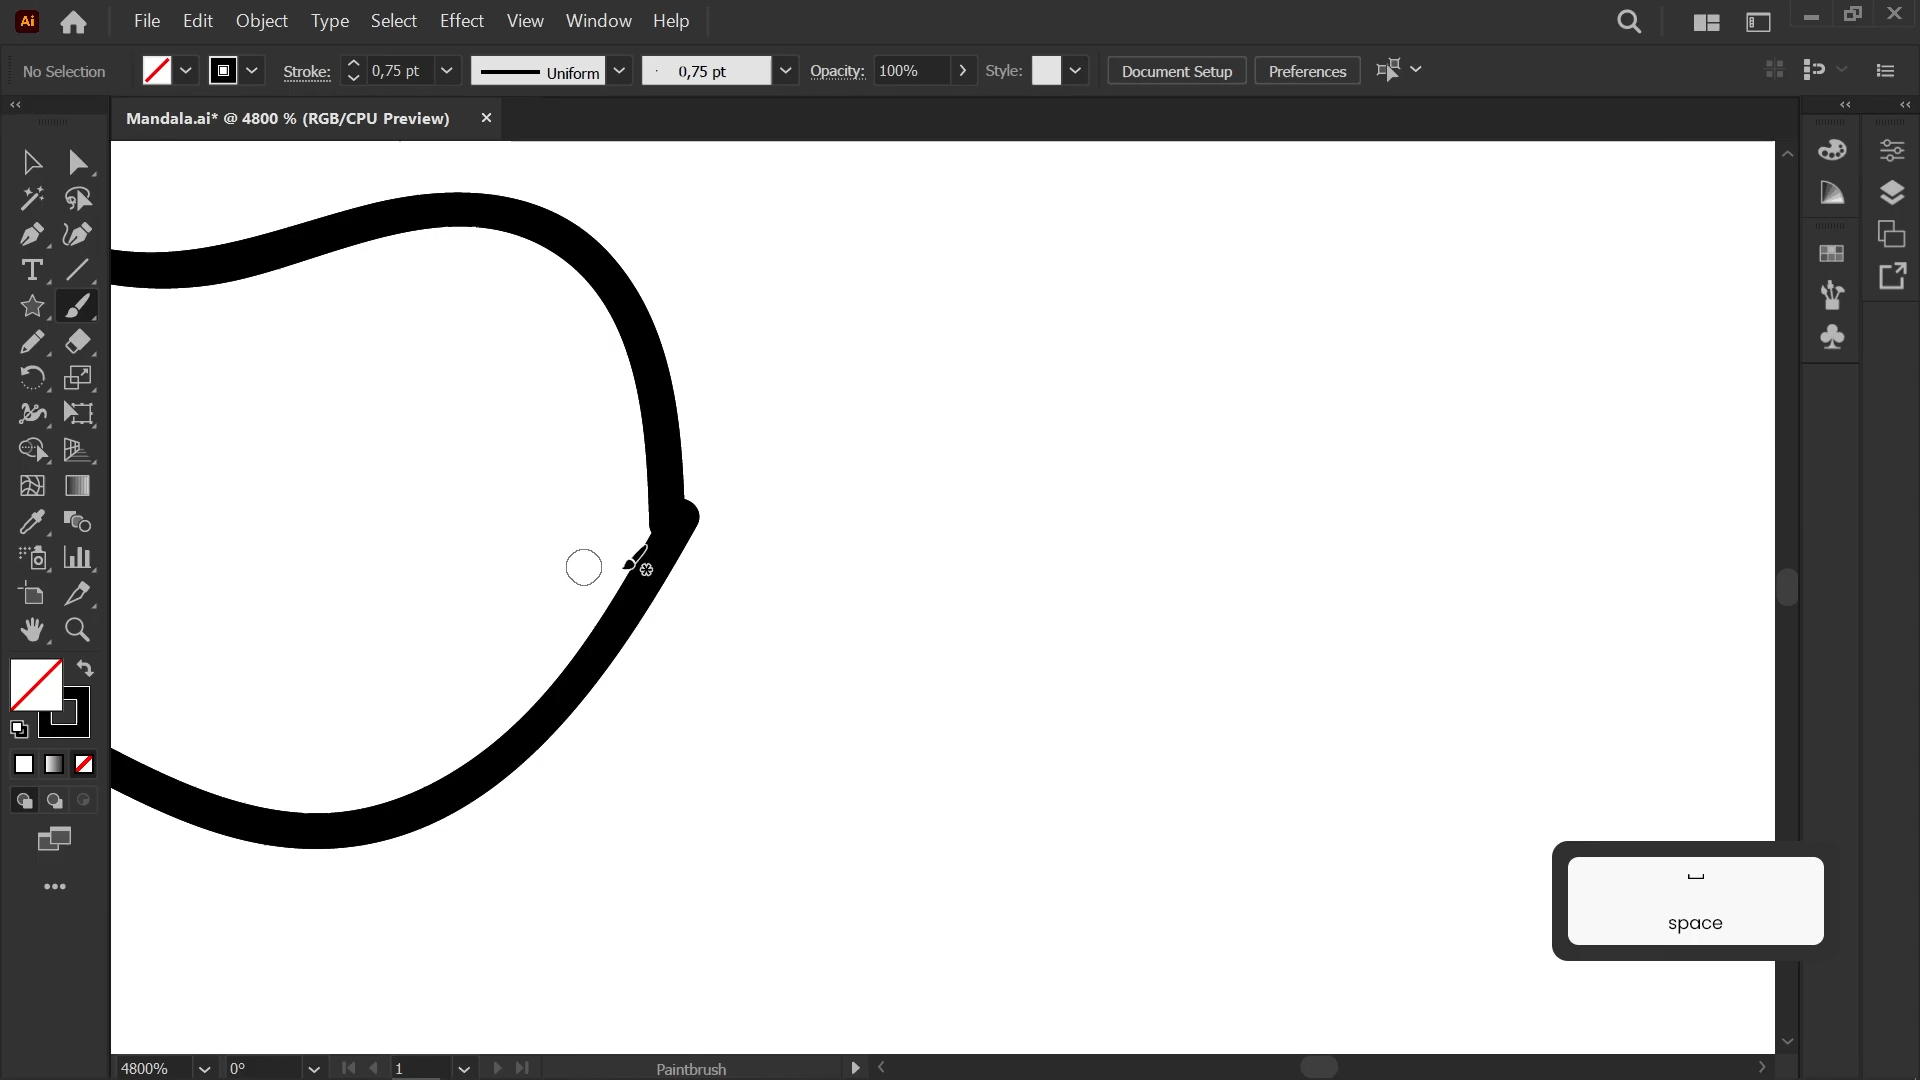 Ai File Edit Object Type Select Effect View Window Help
No Selection Stroke: 0,75 pt Uniform 0,75 pt Opacity: 100% Style: Document Setup Preferences
Mandala.ai* @ 4800 % (RGB/CPU Preview)
space
4800% 0° 1 Paintbrush